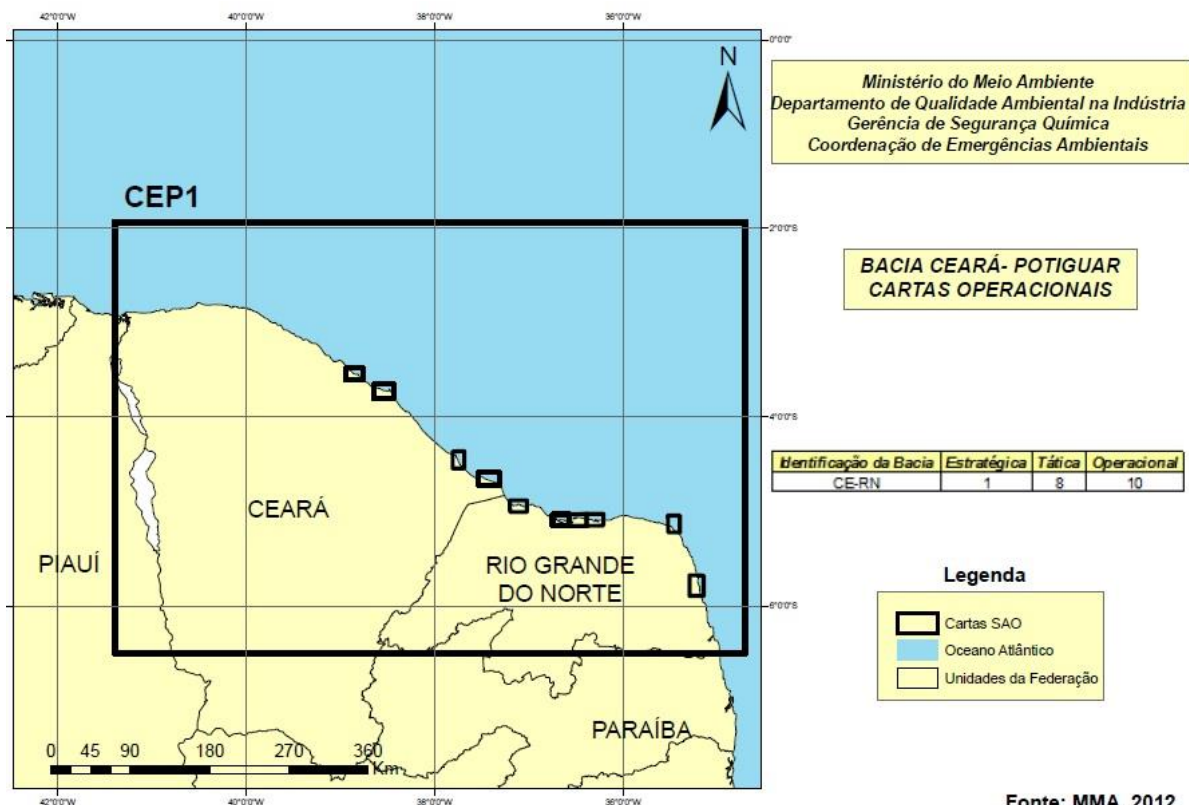 42°0'0"W 40°0'0"W 38°0'0"W 36°0'0"W
0°0'0"
N
Ministério do Meio Ambiente
Departamento de Qualidade Ambiental na Indústria
Gerência de Segurança Química
Coordenação de Emergências Ambientais
CEP1
2°0'0"S
BACIA CEARÁ- POTIGUAR
CARTAS OPERACIONAIS
4°0'0"S
Identificação da Bacia Estratégica Tática Operacional
CE-RN 1 8 10
CEARÁ
PIAUÍ
RIO GRANDE
DO NORTE
6°0'0"S
Legenda
Cartas SAO
Oceano Atlântico
Unidades da Federação
PARAÍBA
0 45 90 180 270 360
Km
42°0'0"W 40°0'0"W 38°0'0"W 36°0'0"W
Fonte: MMA, 2012